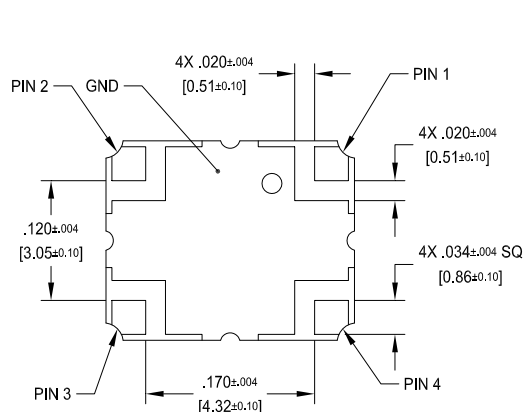 4X .020±.004
[0.51±0.10]
PIN 2
GND
PIN 1
4X .020±.004
[0.51±0.10]
.120±.004
[3.05±0.10]
4X .034±.004 SQ
[0.86±0.10]
PIN 3
.170±.004
[4.32±0.10]
PIN 4